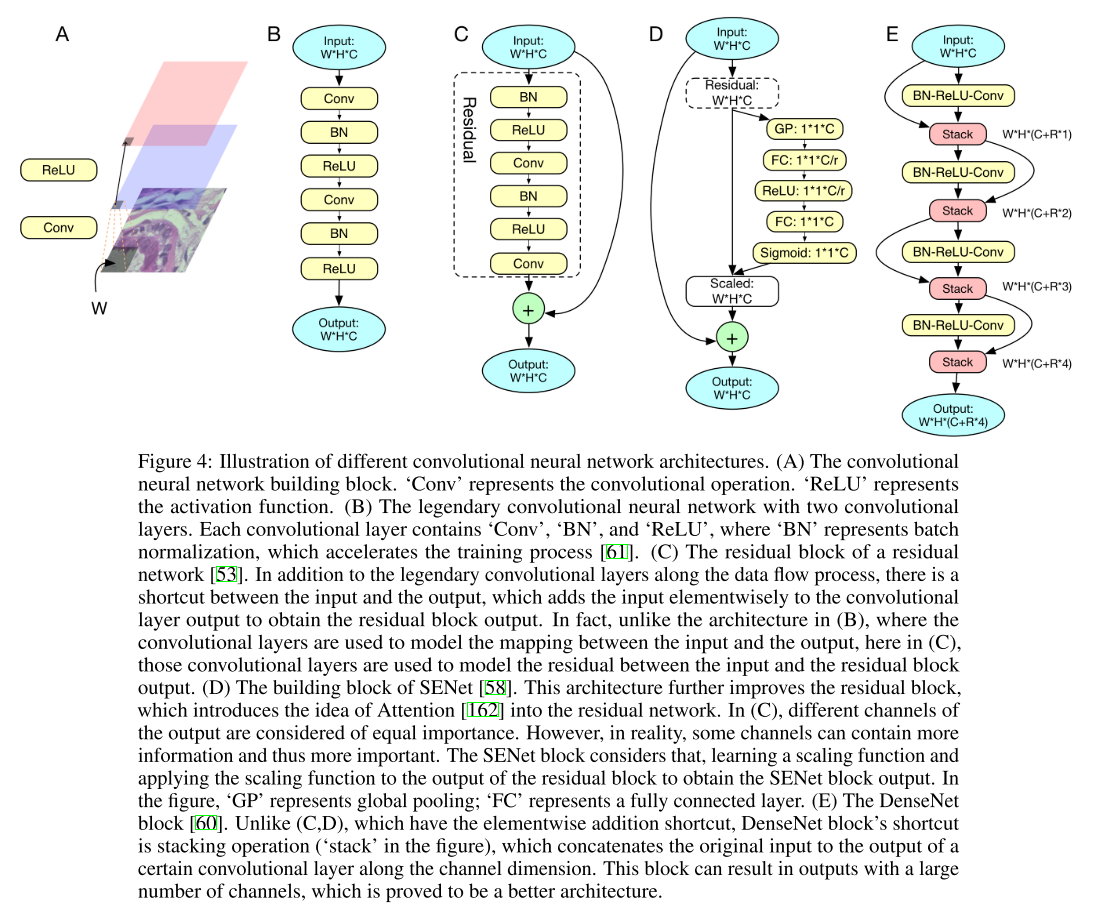 A
ReLU
Conv
W
B
Input:
W*H*C
Conv
BN
ReLU
Conv
BN
ReLU
Output:
W*H*C
C
Input:
W*H*C
Residual
BN
ReLU
Conv
BN
ReLU
Conv
+
Output:
W*H*C
D
Input:
W*H*C
Residual:
W*H*C
GP: 1*1*C
FC: 1*1*C/r
ReLU: 1*1*C/r
FC: 1*1*C
Sigmoid: 1*1*C
Scaled:
W*H*C
+
Output:
W*H*C
E
Input:
W*H*C
BN-ReLU-Conv
Stack W*H*(C+R*1)
BN-ReLU-Conv
Stack W*H*(C+R*2)
BN-ReLU-Conv
Stack W*H*(C+R*3)
BN-ReLU-Conv
Stack W*H*(C+R*4)
Output:
W*H*(C+R*4)
Figure 4: Illustration of different convolutional neural network architectures. (A) The convolutional
neural network building block. ‘Conv’ represents the convolutional operation. ‘ReLU’ represents
the activation function. (B) The legendary convolutional neural network with two convolutional
layers. Each convolutional layer contains ‘Conv’, ‘BN’, and ‘ReLU’, where ‘BN’ represents batch
normalization, which accelerates the training process [61]. (C) The residual block of a residual
network [53]. In addition to the legendary convolutional layers along the data flow process, there is a
shortcut between the input and the output, which adds the input elementwisely to the convolutional
layer output to obtain the residual block output. In fact, unlike the architecture in (B), where the
convolutional layers are used to model the mapping between the input and the output, here in (C),
those convolutional layers are used to model the residual between the input and the residual block
output. (D) The building block of SENet [58]. This architecture further improves the residual block,
which introduces the idea of Attention [162] into the residual network. In (C), different channels of
the output are considered of equal importance. However, in reality, some channels can contain more
information and thus more important. The SENet block considers that, learning a scaling function and
applying the scaling function to the output of the residual block to obtain the SENet block output. In
the figure, ‘GP’ represents global pooling; ‘FC’ represents a fully connected layer. (E) The DenseNet
block [60]. Unlike (C,D), which have the elementwise addition shortcut, DenseNet block’s shortcut
is stacking operation (‘stack’ in the figure), which concatenates the original input to the output of a
certain convolutional layer along the channel dimension. This block can result in outputs with a large
number of channels, which is proved to be a better architecture.